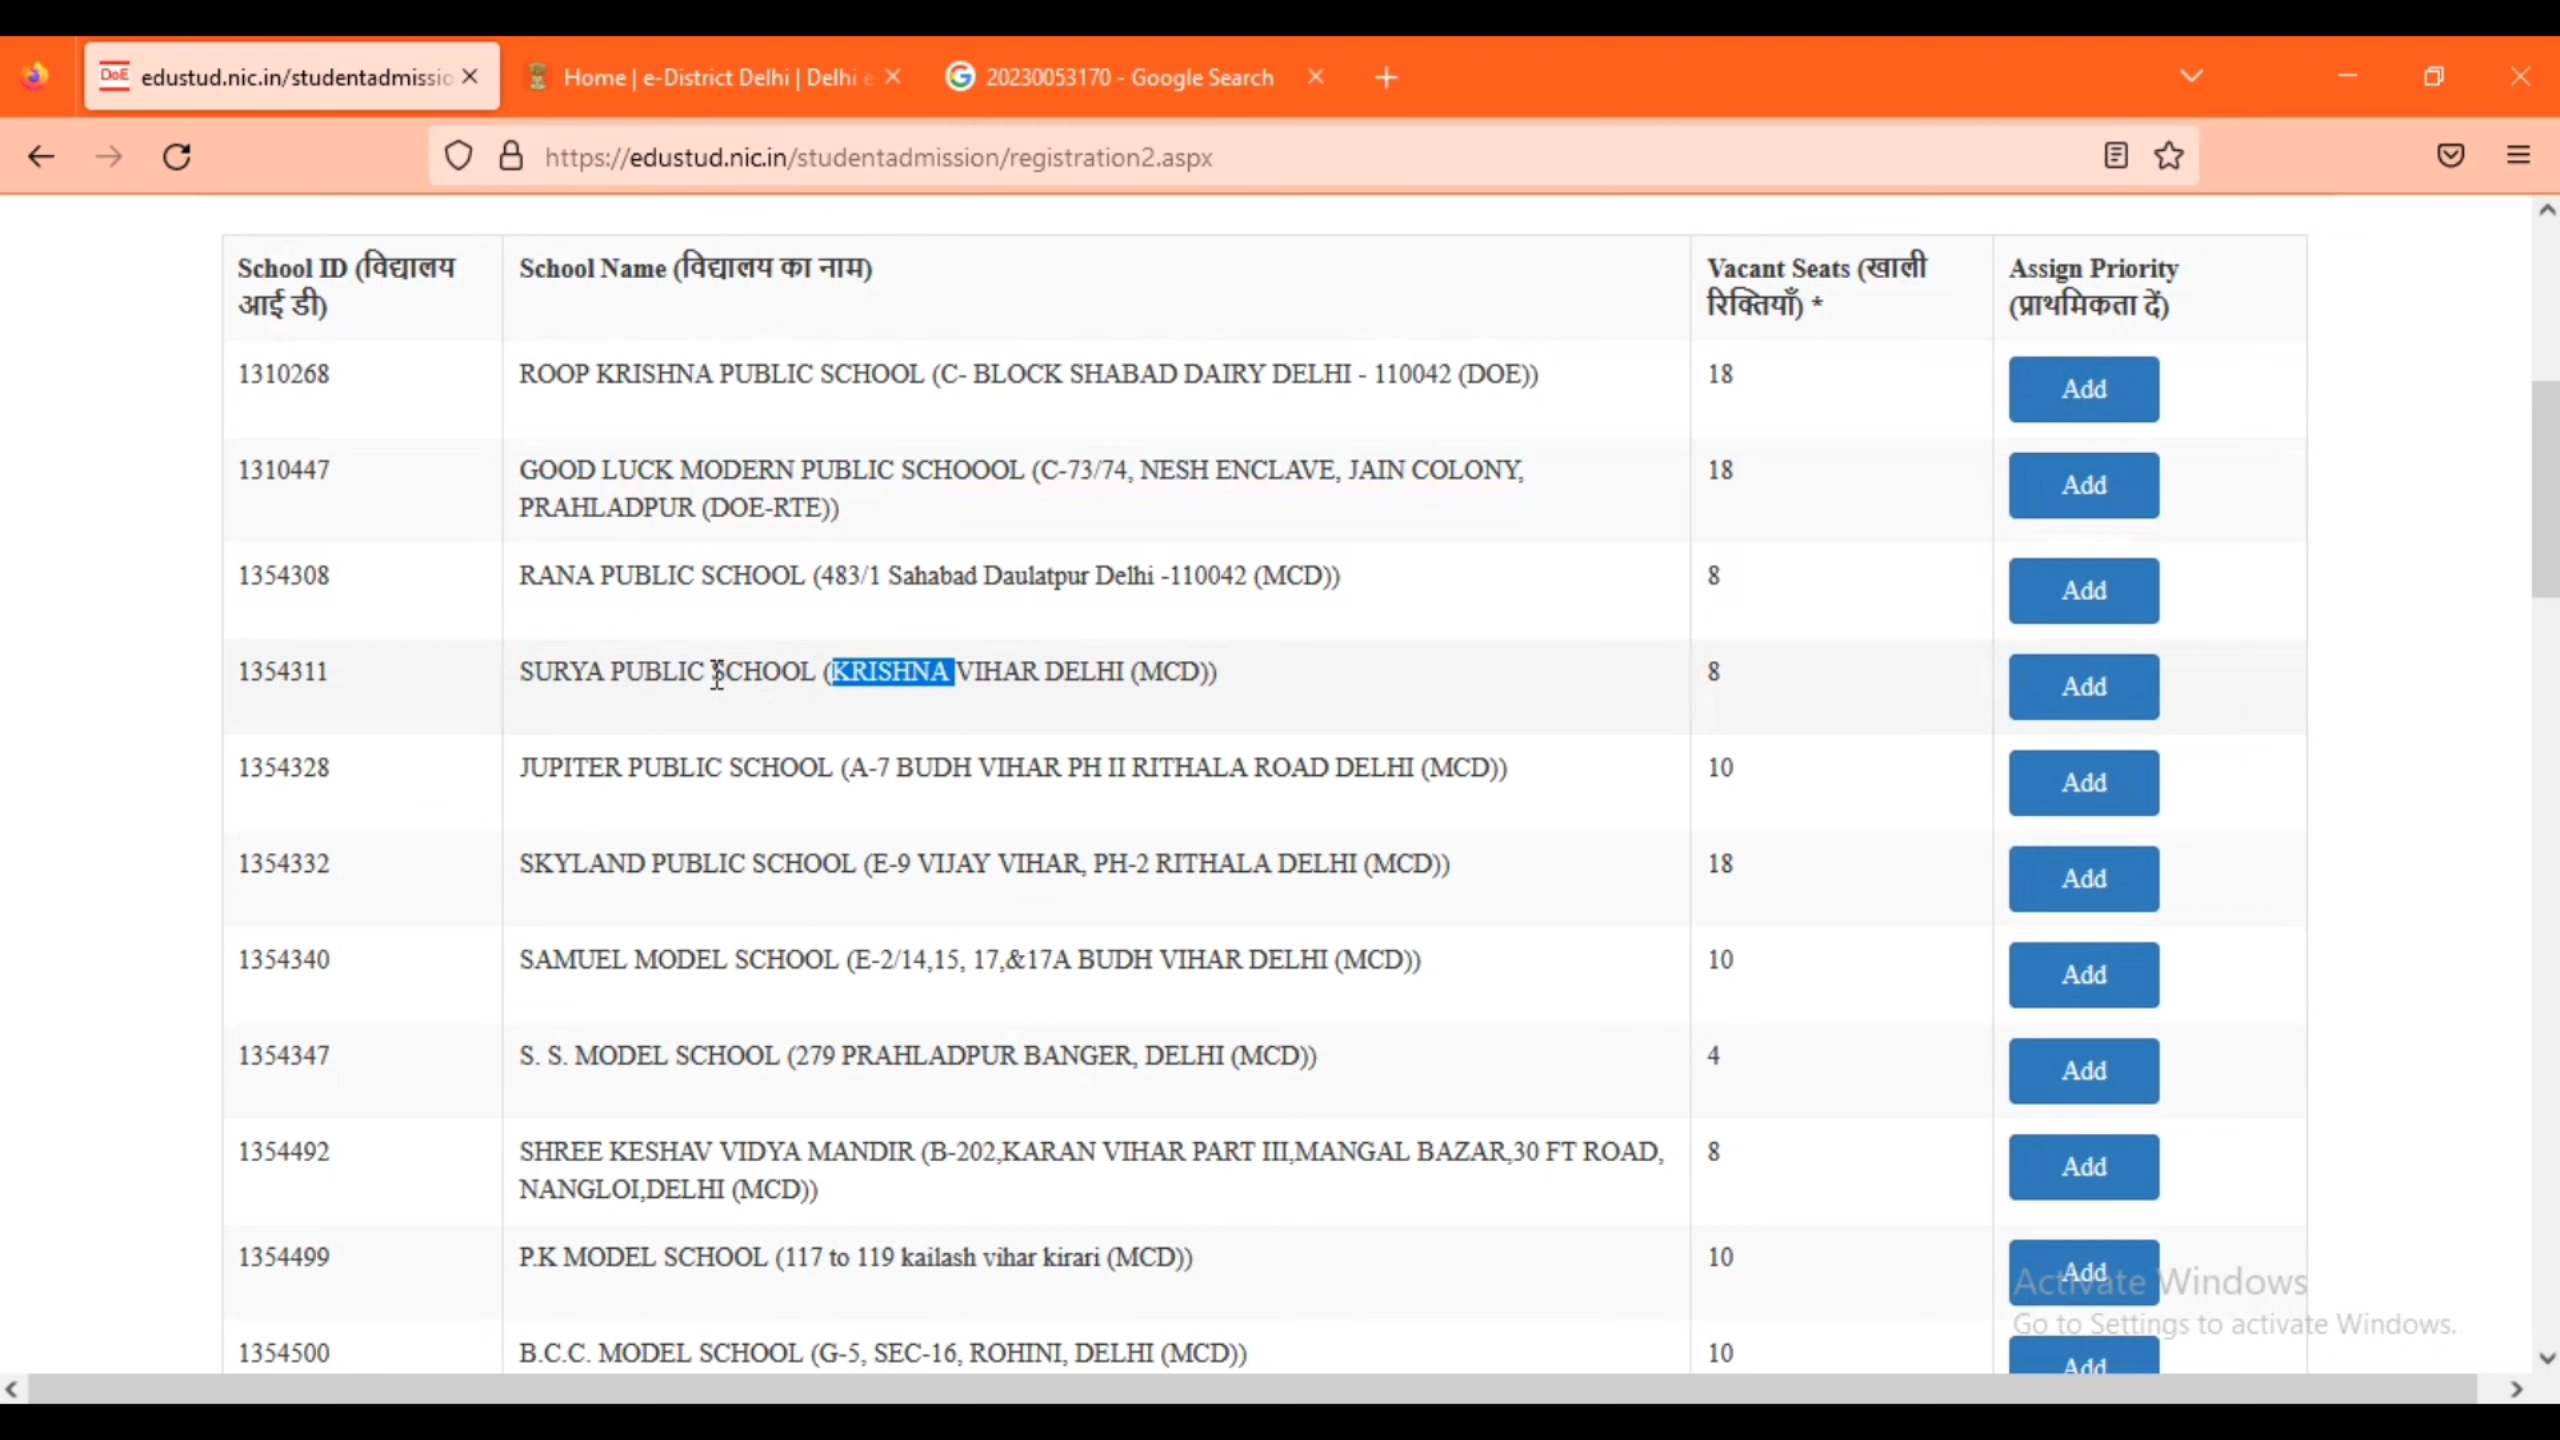 edustud.nic.in/studentadmissio
Home | e-District Delhi | Delhi e
20230053170 - Google Search
https://edustud.nic.in/studentadmission/registration2.aspx
School ID (विद्यालय आई डी)
School Name (विद्यालय का नाम)
Vacant Seats (खाली रिक्तियाँ) *
Assign Priority (प्राथमिकता दें)
1310268
ROOP KRISHNA PUBLIC SCHOOL (C- BLOCK SHABAD DAIRY DELHI - 110042 (DOE))
18
Add
1310447
GOOD LUCK MODERN PUBLIC SCHOOOL (C-73/74, NESH ENCLAVE, JAIN COLONY,
PRAHLADPUR (DOE-RTE))
18
Add
1354308
RANA PUBLIC SCHOOL (483/1 Sahabad Daulatpur Delhi -110042 (MCD))
8
Add
1354311
SURYA PUBLIC SCHOOL (KRISHNA VIHAR DELHI (MCD))
8
Add
1354328
JUPITER PUBLIC SCHOOL (A-7 BUDH VIHAR PH II RITHALA ROAD DELHI (MCD))
10
Add
1354332
SKYLAND PUBLIC SCHOOL (E-9 VIJAY VIHAR, PH-2 RITHALA DELHI (MCD))
18
Add
1354340
SAMUEL MODEL SCHOOL (E-2/14,15, 17,&17A BUDH VIHAR DELHI (MCD))
10
Add
1354347
S. S. MODEL SCHOOL (279 PRAHLADPUR BANGER, DELHI (MCD))
4
Add
1354492
SHREE KESHAV VIDYA MANDIR (B-202,KARAN VIHAR PART III,MANGAL BAZAR,30 FT ROAD,
NANGLOI,DELHI (MCD))
8
Add
1354499
P.K MODEL SCHOOL (117 to 119 kailash vihar kirari (MCD))
10
Add
1354500
B.C.C. MODEL SCHOOL (G-5, SEC-16, ROHINI, DELHI (MCD))
10
Add
Activate Windows
Go to Settings to activate Windows.